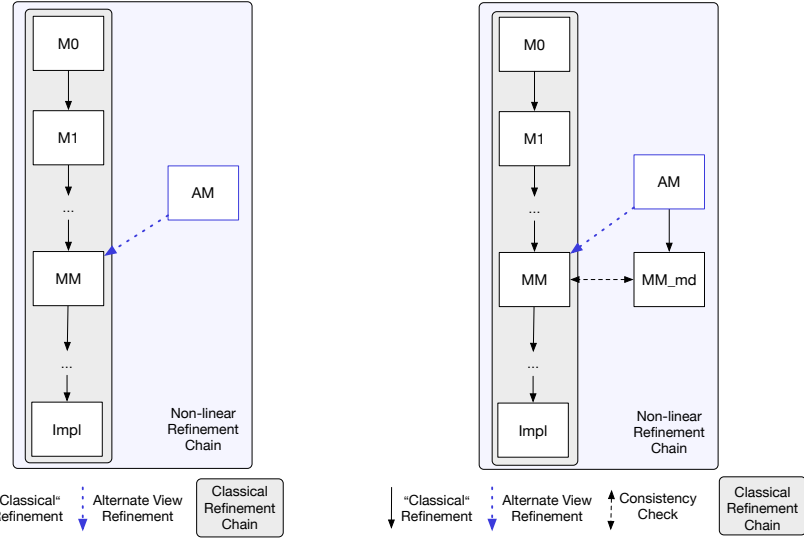 M0
M1
...
MM
...
Impl
AM
Non-linear
Refinement
Chain
Classical“
efinement
Alternate View
Refinement
Classical
Refinement
Chain
M0
M1
...
MM
...
Impl
AM
MM_md
Non-linear
Refinement
Chain
“Classical“
Refinement
Alternate View
Refinement
Consistency
Check
Classical
Refinement
Chain